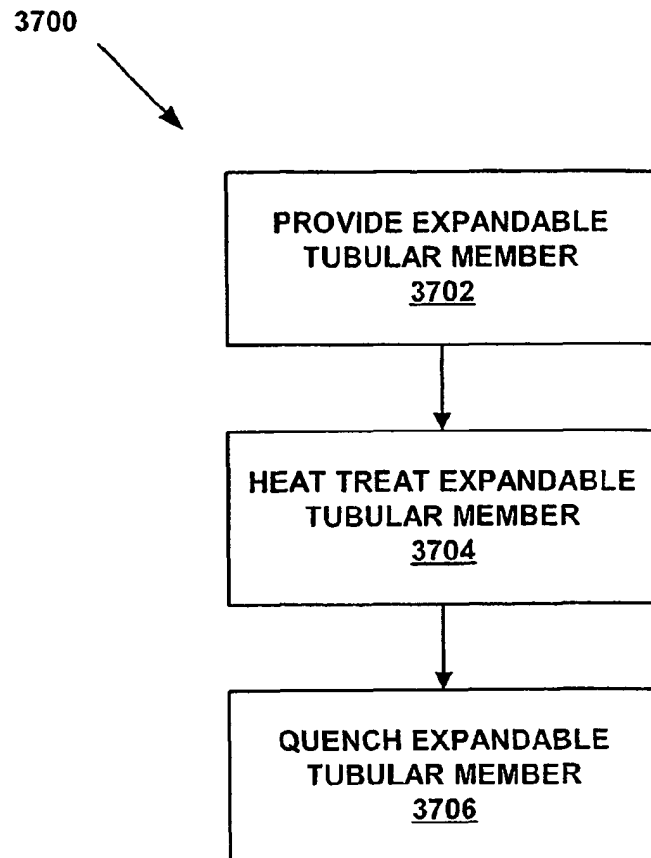 3700
PROVIDE EXPANDABLE
TUBULAR MEMBER
3702
HEAT TREAT EXPANDABLE
TUBULAR MEMBER
3704
QUENCH EXPANDABLE
TUBULAR MEMBER
3706